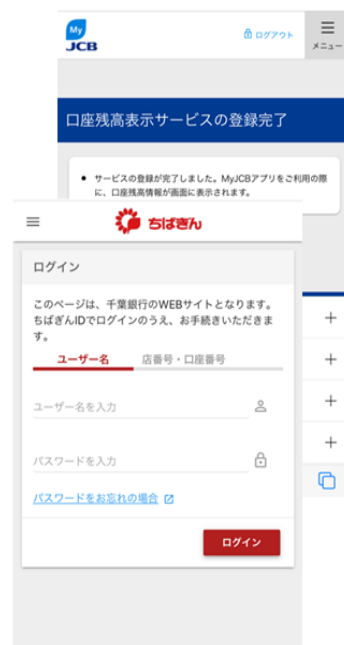 My
JCB
ログアウト
メニュー
口座残高表示サービスの登録完了
サービスの登録が完了しました。MyJCBアプリをご利用の際
に、口座残高情報が画面に表示されます。
ちばぎん
ログイン
このページは、千葉銀行のWEBサイトとなります。
ちばぎんIDでログインのうえ、お手続きいただきま
す。
ユーザー名
店番号・口座番号
ユーザー名を入力
パスワードを入力
パスワードをお忘れの場合
ログイン